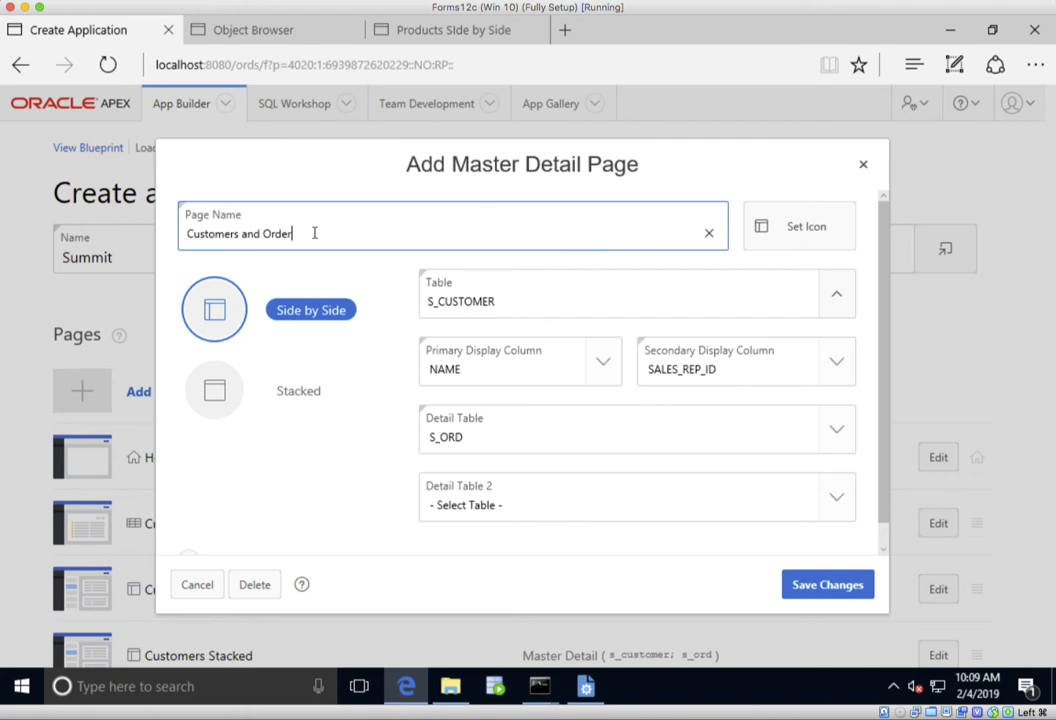 Forms12c (Win 10) (Fully Setup) [Running]
Create Application
Object Browser
Products SIde by Side
localhost:8080/ords/f?p=4020:1:6939872620229::NO:RP::
ORACLE APEX
App Builder
SQL Workshop
Team Development
App Gallery
View Blueprint
Create a
Name
Summit
Pages
Add
Add Master Detail Page
Page Name
Customers and Order
Set Icon
Side by Side
Stacked
Table
S_CUSTOMER
Primary Display Column
NAME
Secondary Display Column
SALES_REP_ID
Detail Table
S_ORD
Detail Table 2
- Select Table -
Cancel
Delete
Save Changes
Edit
Edit
Edit
Customers Stacked
Master Detail ( s_customer; s_ord )
Edit
Type here to search
10:09 AM
2/4/2019
1
Left ⌘